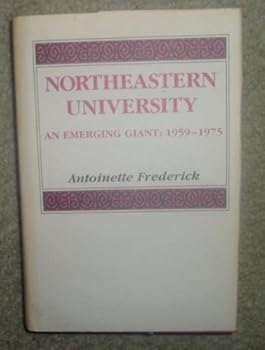 NORTHEASTERN
UNIVERSITY
AN EMERGING GIANT: 1959–1975
Antoinette Frederick